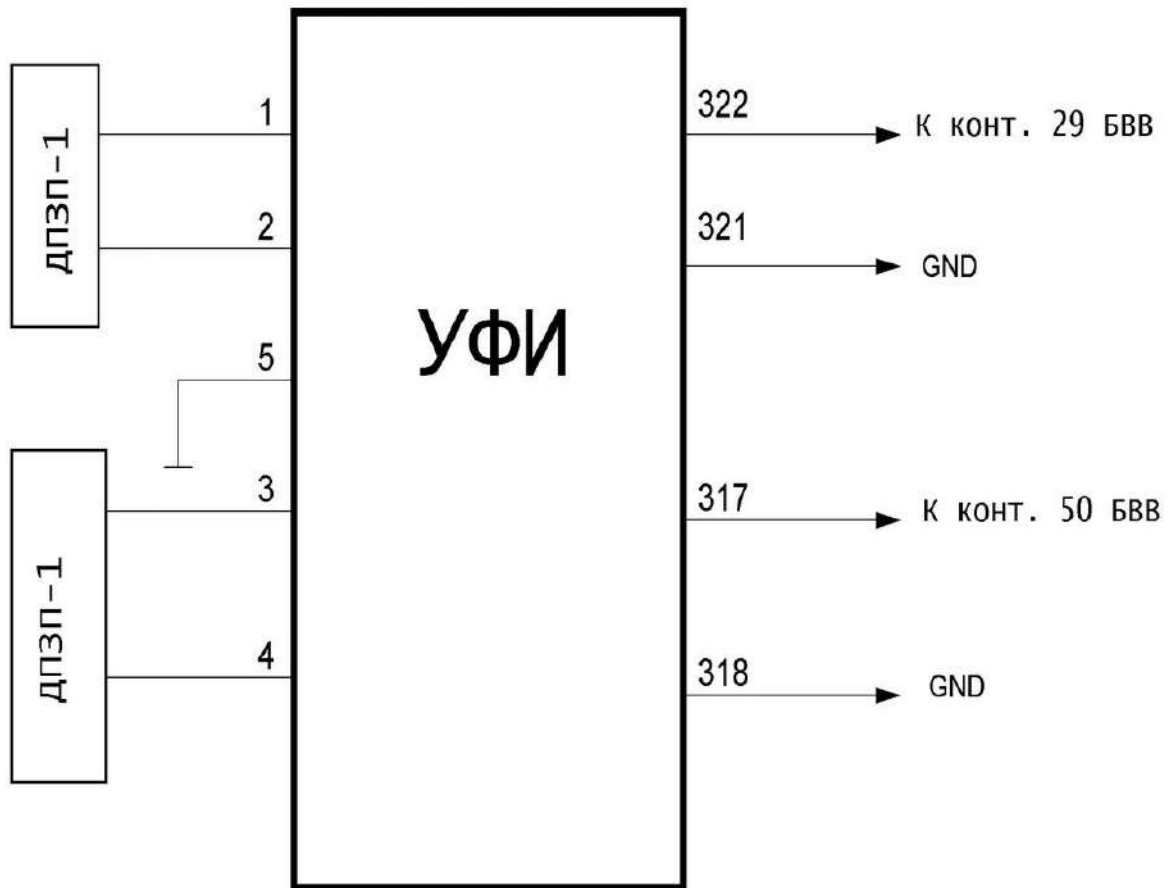 ДПЗП-1
1
2
5
ДПЗП-1
3
4
УФИ
322
К конт. 29 БВВ
321
GND
317
К конт. 50 БВВ
318
GND